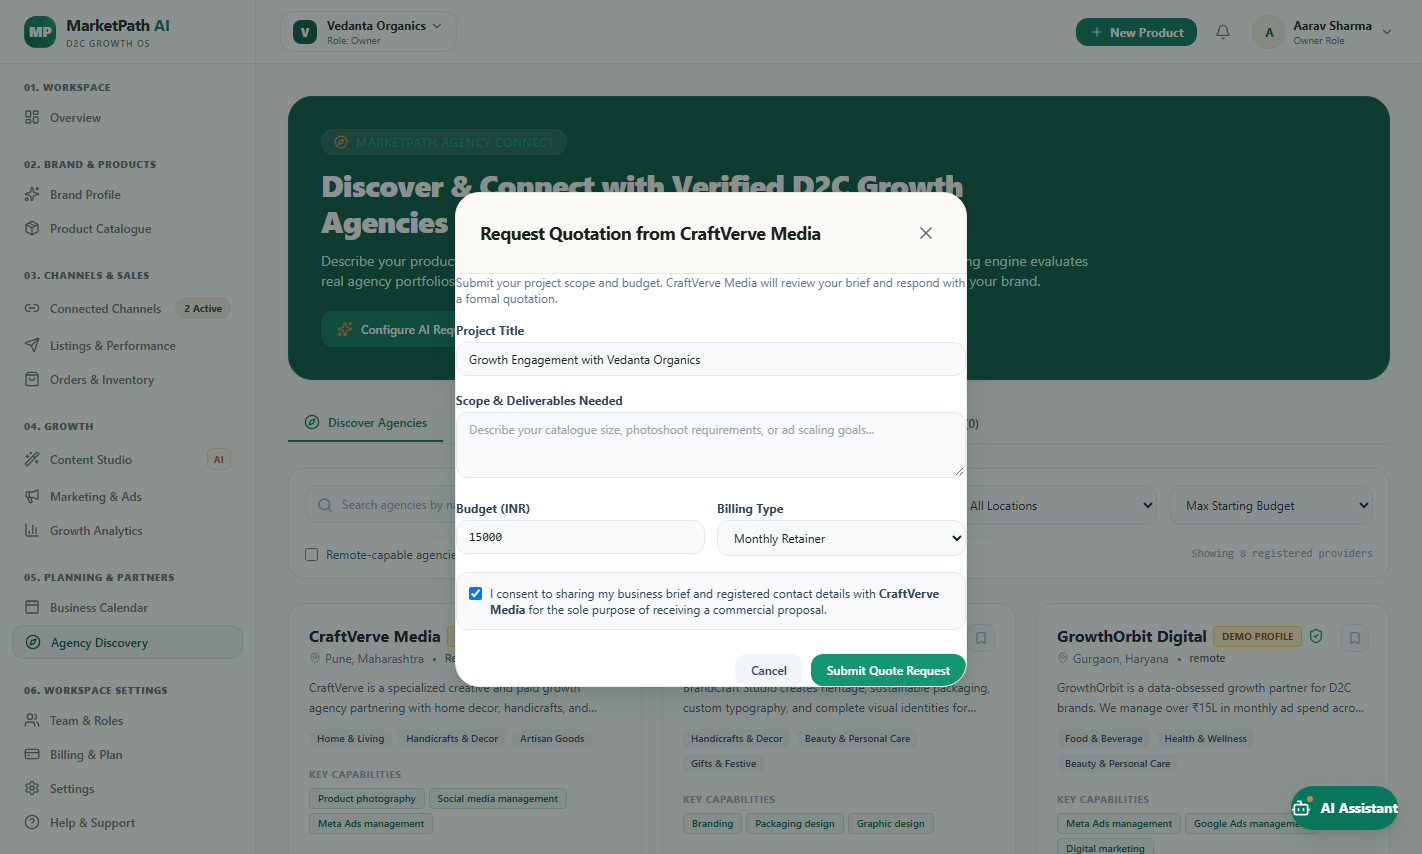 MP
MarketPath AI
D2C GROWTH OS
V
Vedanta Organics
Role: Owner
New Product
A
Aarav Sharma
Owner Role
01. WORKSPACE
Overview
02. BRAND & PRODUCTS
Brand Profile
Product Catalogue
03. CHANNELS & SALES
Connected Channels
2 Active
Listings & Performance
Orders & Inventory
04. GROWTH
Content Studio
AI
Marketing & Ads
Growth Analytics
05. PLANNING & PARTNERS
Business Calendar
Agency Discovery
06. WORKSPACE SETTINGS
Team & Roles
Billing & Plan
Settings
Help & Support
MARKETPATH AGENCY CONNECT
Discover & Connect with Verified D2C Growth
Agencies
Describe your produc
ng engine evaluates
real agency portfolios
your brand.
Configure AI Req
Discover Agencies
(0)
Search agencies by na
All Locations
Max Starting Budget
Remote-capable agencie
Showing 8 registered providers
Request Quotation from CraftVerve Media
Submit your project scope and budget. CraftVerve Media will review your brief and respond with
a formal quotation.
Project Title
Growth Engagement with Vedanta Organics
Scope & Deliverables Needed
Describe your catalogue size, photoshoot requirements, or ad scaling goals...
Budget (INR)
Billing Type
15000
Monthly Retainer
I consent to sharing my business brief and registered contact details with CraftVerve
Media for the sole purpose of receiving a commercial proposal.
Cancel
Submit Quote Request
CraftVerve Media
Pune, Maharashtra • Re
CraftVerve is a specialized creative and paid growth
agency partnering with home decor, handicrafts, and...
Home & Living
Handicrafts & Decor
Artisan Goods
KEY CAPABILITIES
Product photography
Social media management
Meta Ads management
BrandCraft Studio creates heritage, sustainable packaging,
custom typography, and complete visual identities for...
Handicrafts & Decor
Beauty & Personal Care
Gifts & Festive
KEY CAPABILITIES
Branding
Packaging design
Graphic design
GrowthOrbit Digital
DEMO PROFILE
Gurgaon, Haryana • remote
GrowthOrbit is a data-obsessed growth partner for D2C
brands. We manage over ₹15L in monthly ad spend acro...
Food & Beverage
Health & Wellness
Beauty & Personal Care
KEY CAPABILITIES
Meta Ads management
Google Ads manageme
Digital marketing
AI Assistant